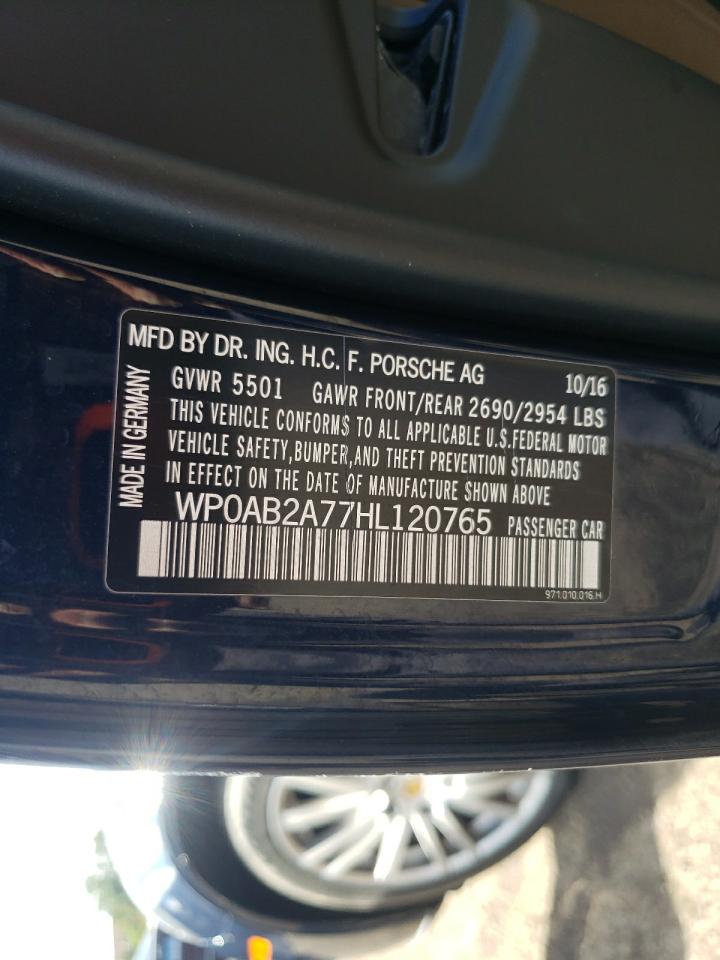 MFD BY DR. ING. H.C. F. PORSCHE AG 10/16
GVWR 5501 GAWR FRONT/REAR 2690/2954 LBS
THIS VEHICLE CONFORMS TO ALL APPLICABLE U.S.FEDERAL MOTOR
VEHICLE SAFETY,BUMPER,AND THEFT PREVENTION STANDARDS
IN EFFECT ON THE DATE OF MANUFACTURE SHOWN ABOVE
WP0AB2A77HL120765 PASSENGER CAR
971.010.016.H
MADE IN GERMANY